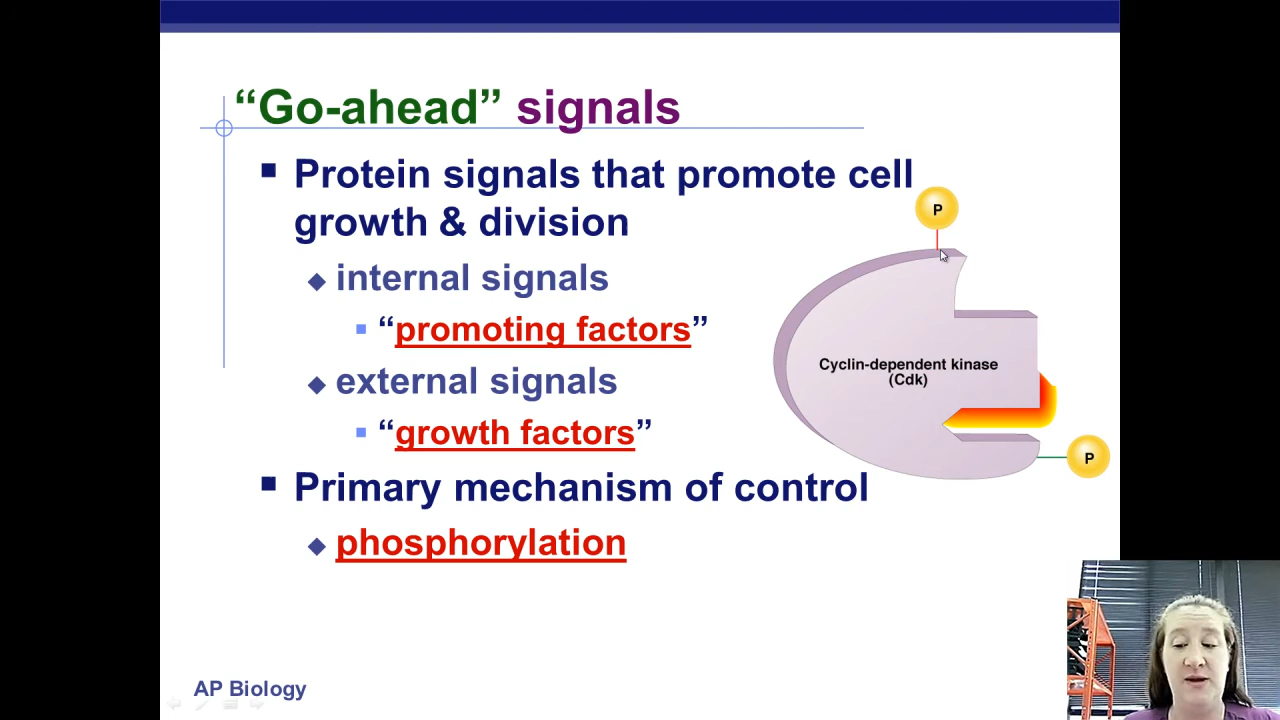 “Go-ahead” signals
Protein signals that promote cell
growth & division
internal signals
“promoting factors”
external signals
“growth factors”
Primary mechanism of control
phosphorylation
P
Cyclin-dependent kinase
(Cdk)
P
AP Biology